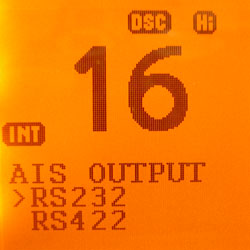 DSC Hi
16
INT
AIS OUTPUT
>RS232
RS422